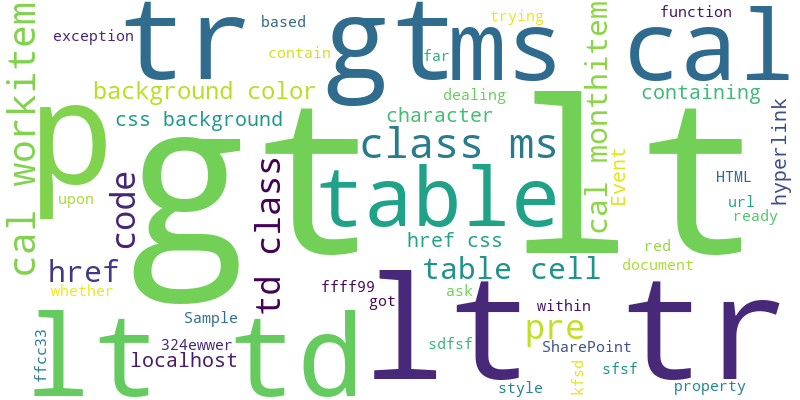 function
based
trying
exception
tr
gt
ms
cal
far
contain
cal workitem
background color
dealing
containing
cal monthitem
p
css background
character
class ms
gt
lt
hyperlink
Event
HTML
code
td class
table
url
upon
ready
href css
red
href
table cell
document
whether
ffff99
got
ask
lt
td
lt
tr
Sample
within
pre
ffcc33
324ewwer
sdfsf
SharePoint
localhost
sfsf
kfsd
style
property